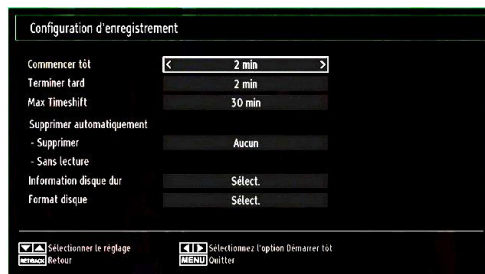 Configuration d'enregistrement
Commencer tôt < 2 min >
Terminer tard 2 min
Max Timeshift 30 min
Supprimer automatiquement
- Supprimer Aucun
- Sans lecture
Information disque dur Sélect.
Format disque Sélect.
Sélectionner le réglage Sélectionnez l'option Démarrer tôt
RETBACK Retour MENU Quitter